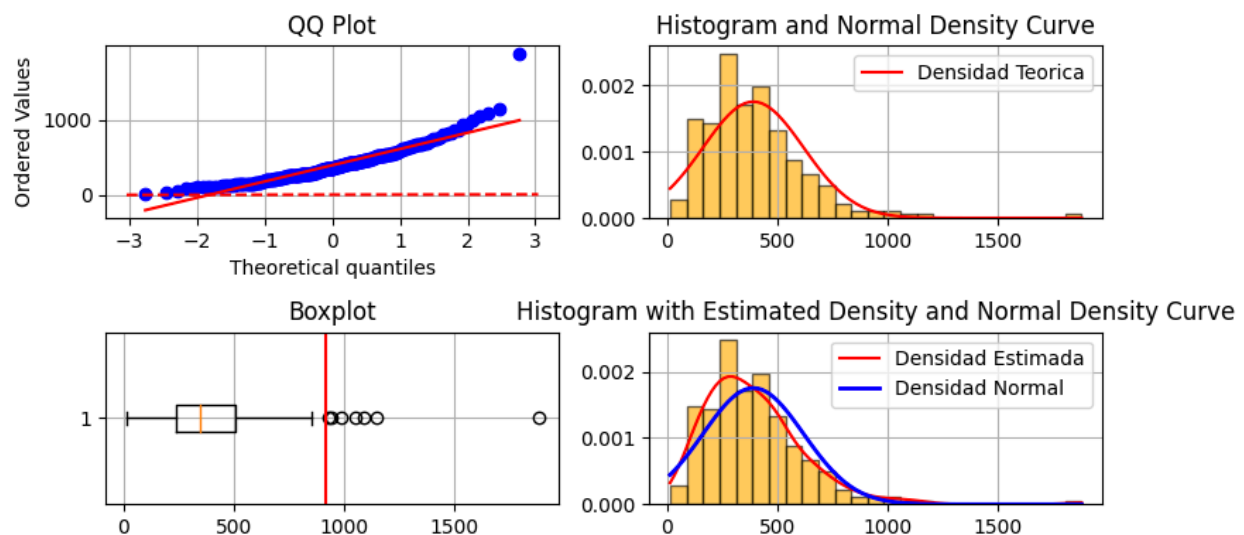 QQ Plot
Ordered Values
1000
0
−3 −2 −1 0 1 2 3
Theoretical quantiles
Histogram and Normal Density Curve
Densidad Teorica
0.002
0.001
0.000
0 500 1000 1500
Boxplot
1
0 500 1000 1500
Histogram with Estimated Density and Normal Density Curve
Densidad Estimada
Densidad Normal
0.002
0.001
0.000
0 500 1000 1500